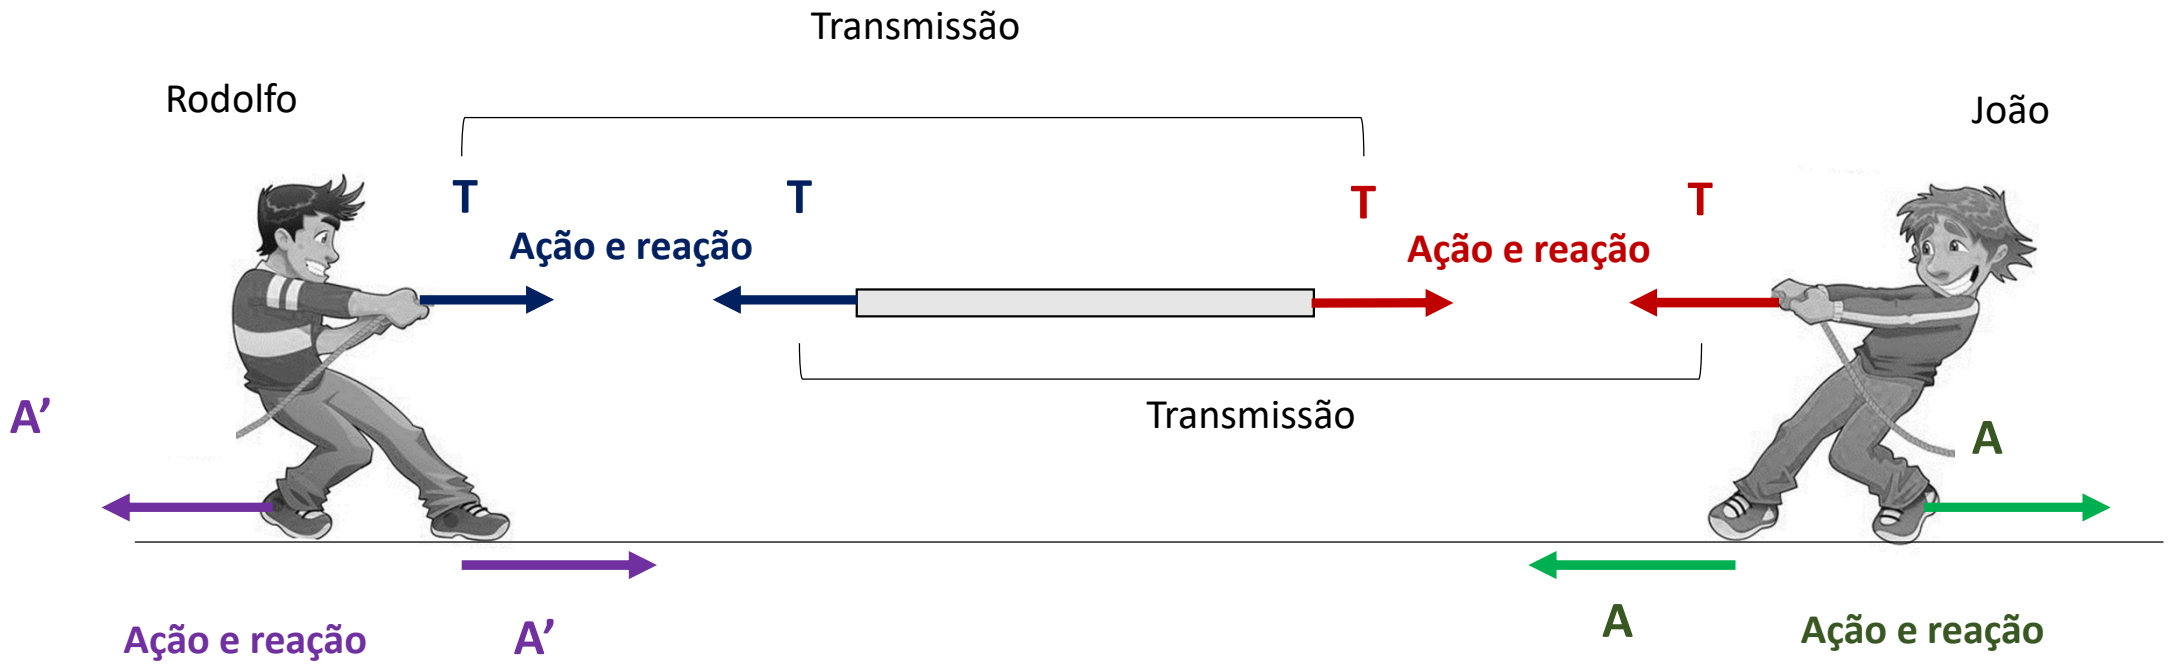 Transmissão
Rodolfo
João
T
T
T
T
Ação e reação
Ação e reação
A’
Transmissão
A
A’
A
Ação e reação
Ação e reação